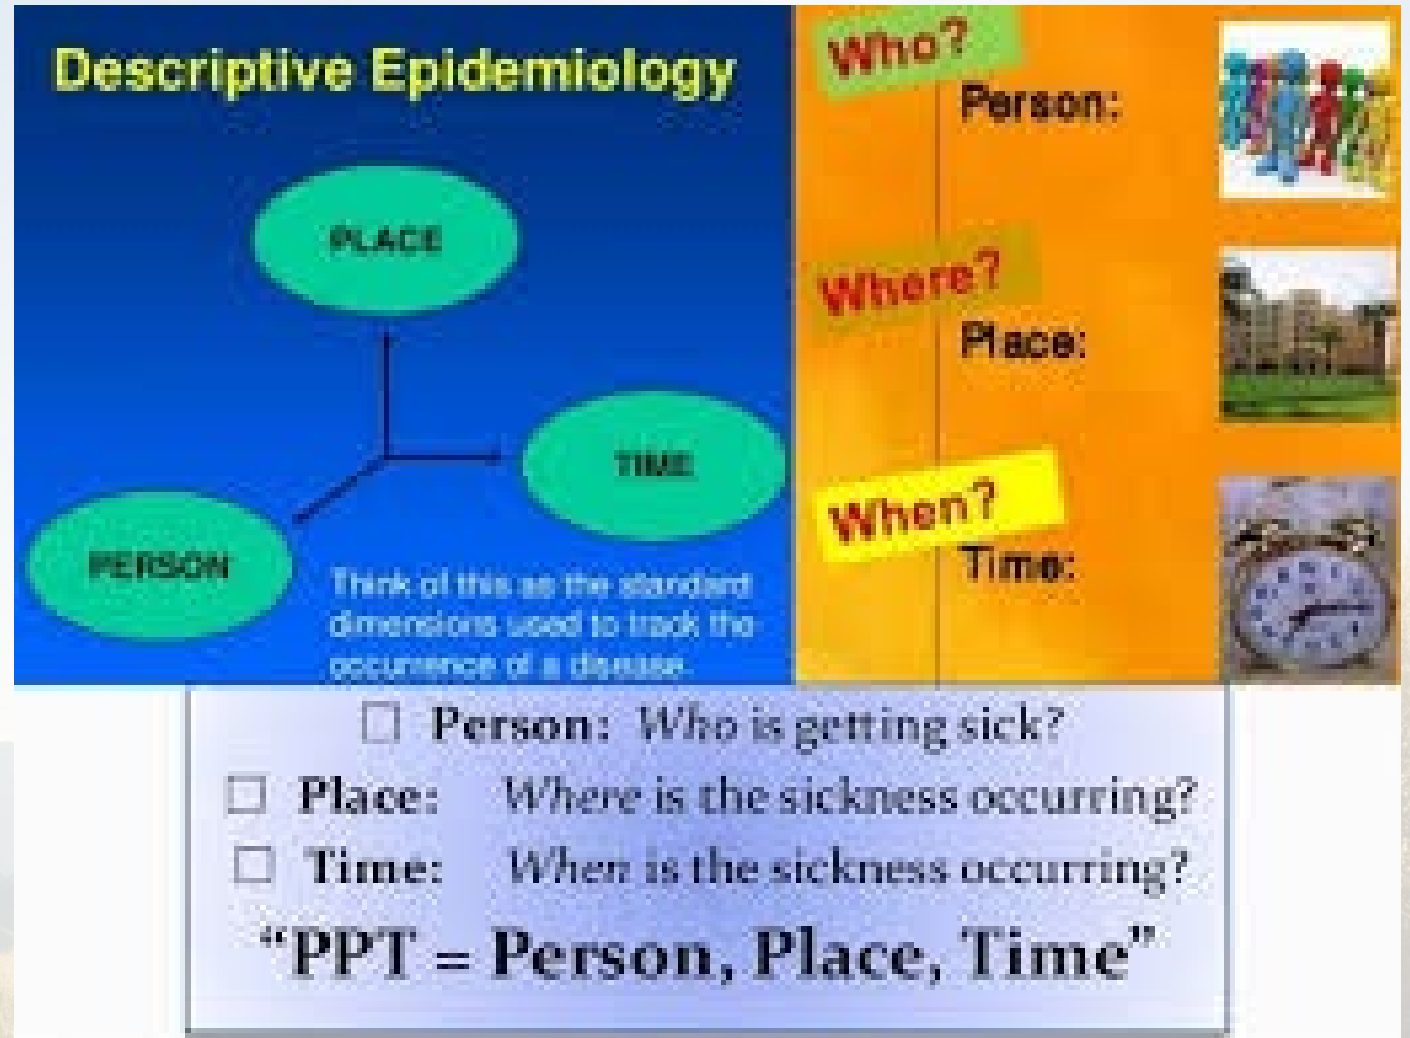 Descriptive Epidemiology
PLACE
TIME
PERSON
Think of this as the standard
dimensions used to track the
occurrence of a disease.
Who?
Person:
Where?
Place:
When?
Time:
Person: Who is getting sick?
Place: Where is the sickness occurring?
Time: When is the sickness occurring?
“PPT = Person, Place, Time”